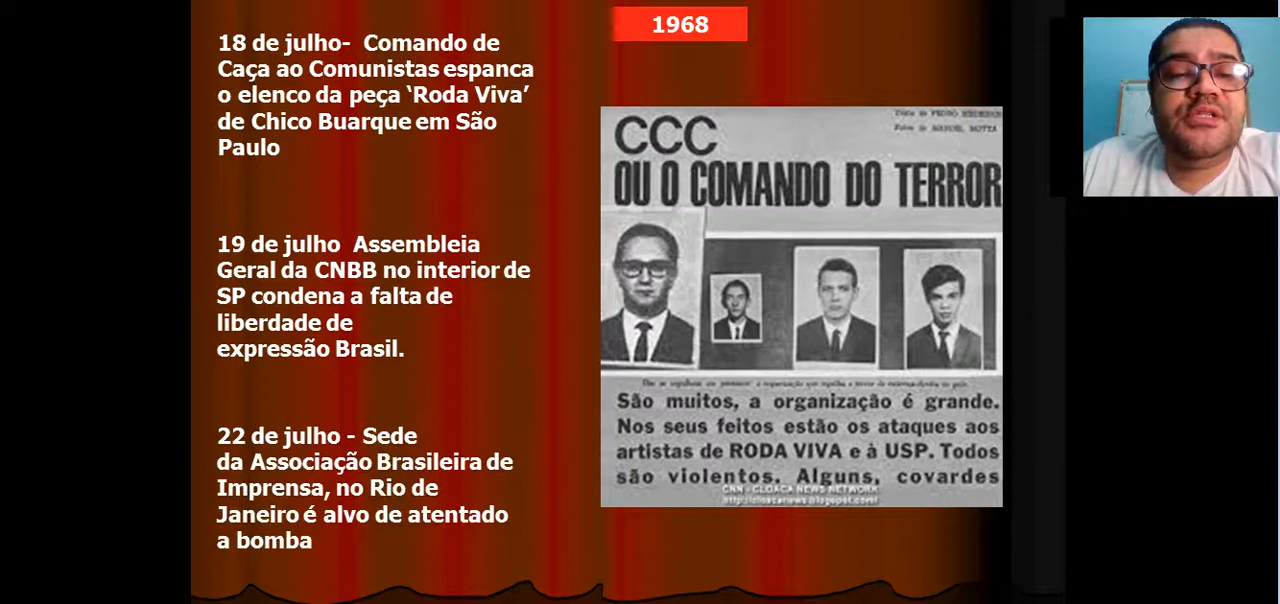 18 de julho- Comando de
Caça ao Comunistas espanca
o elenco da peça ‘Roda Viva’
de Chico Buarque em São
Paulo
19 de julho Assembleia
Geral da CNBB no interior de
SP condena a falta de
liberdade de
expressão Brasil.
22 de julho - Sede
da Associação Brasileira de
Imprensa, no Rio de
Janeiro é alvo de atentado
a bomba
1968
CCC
OU O COMANDO DO TERROR
São muitos, a organização é grande.
Nos seus feitos estão os ataques aos
artistas de RODA VIVA e à USP. Todos
são violentos. Alguns, covardes
CNN - CLOACA NEWS NETWORK
http://cloacanews.blogspot.com/